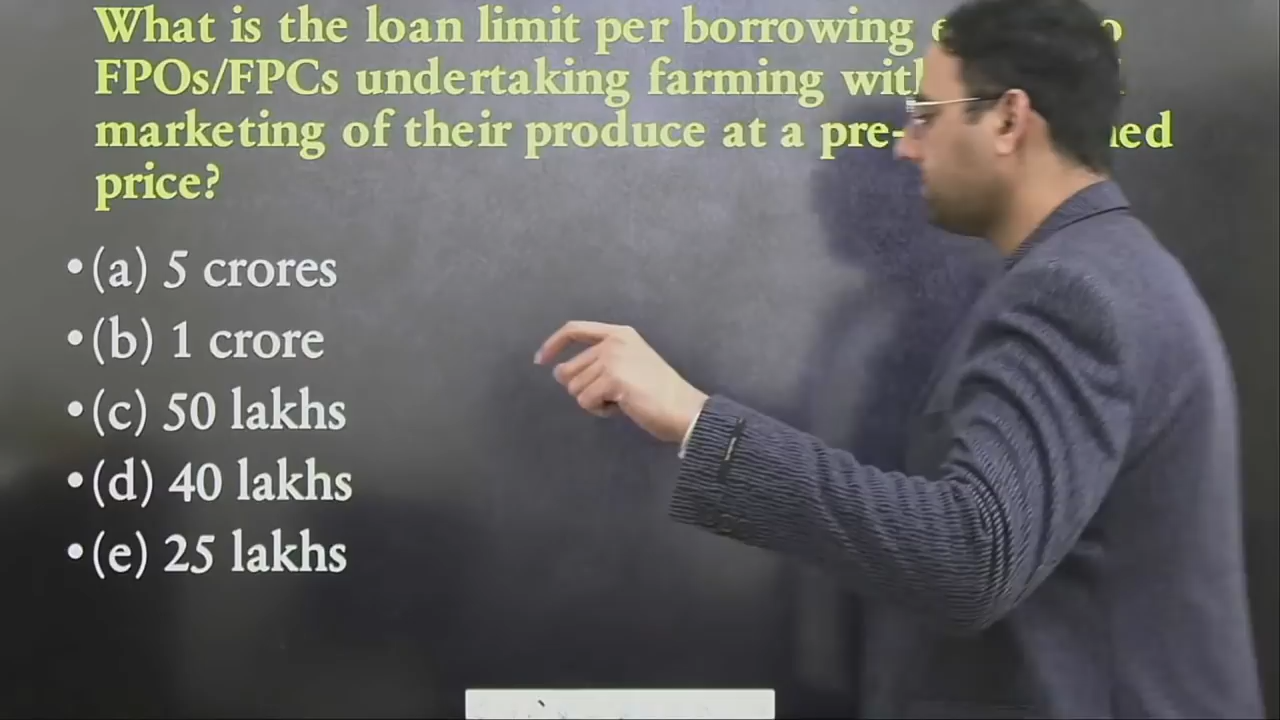 What is the loan limit per borrowing
FPOs/FPCs undertaking farming
marketing of their produce at a
price?
•(a) 5 crores
•(b) 1 crore
•(c) 50 lakhs
•(d) 40 lakhs
•(e) 25 lakhs